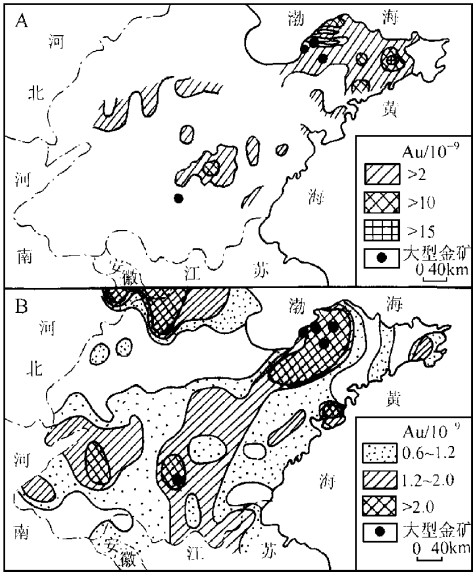 A
渤 海
河
北
黄
河
海
南
安徽
江 苏
Au/10⁻⁹
>2
>10
>15
大型金矿
0 40km
B
渤 海
河
北
黄
河
海
南
安徽
江 苏
Au/10⁻⁹
0.6~1.2
1.2~2.0
>2.0
大型金矿
0 40km